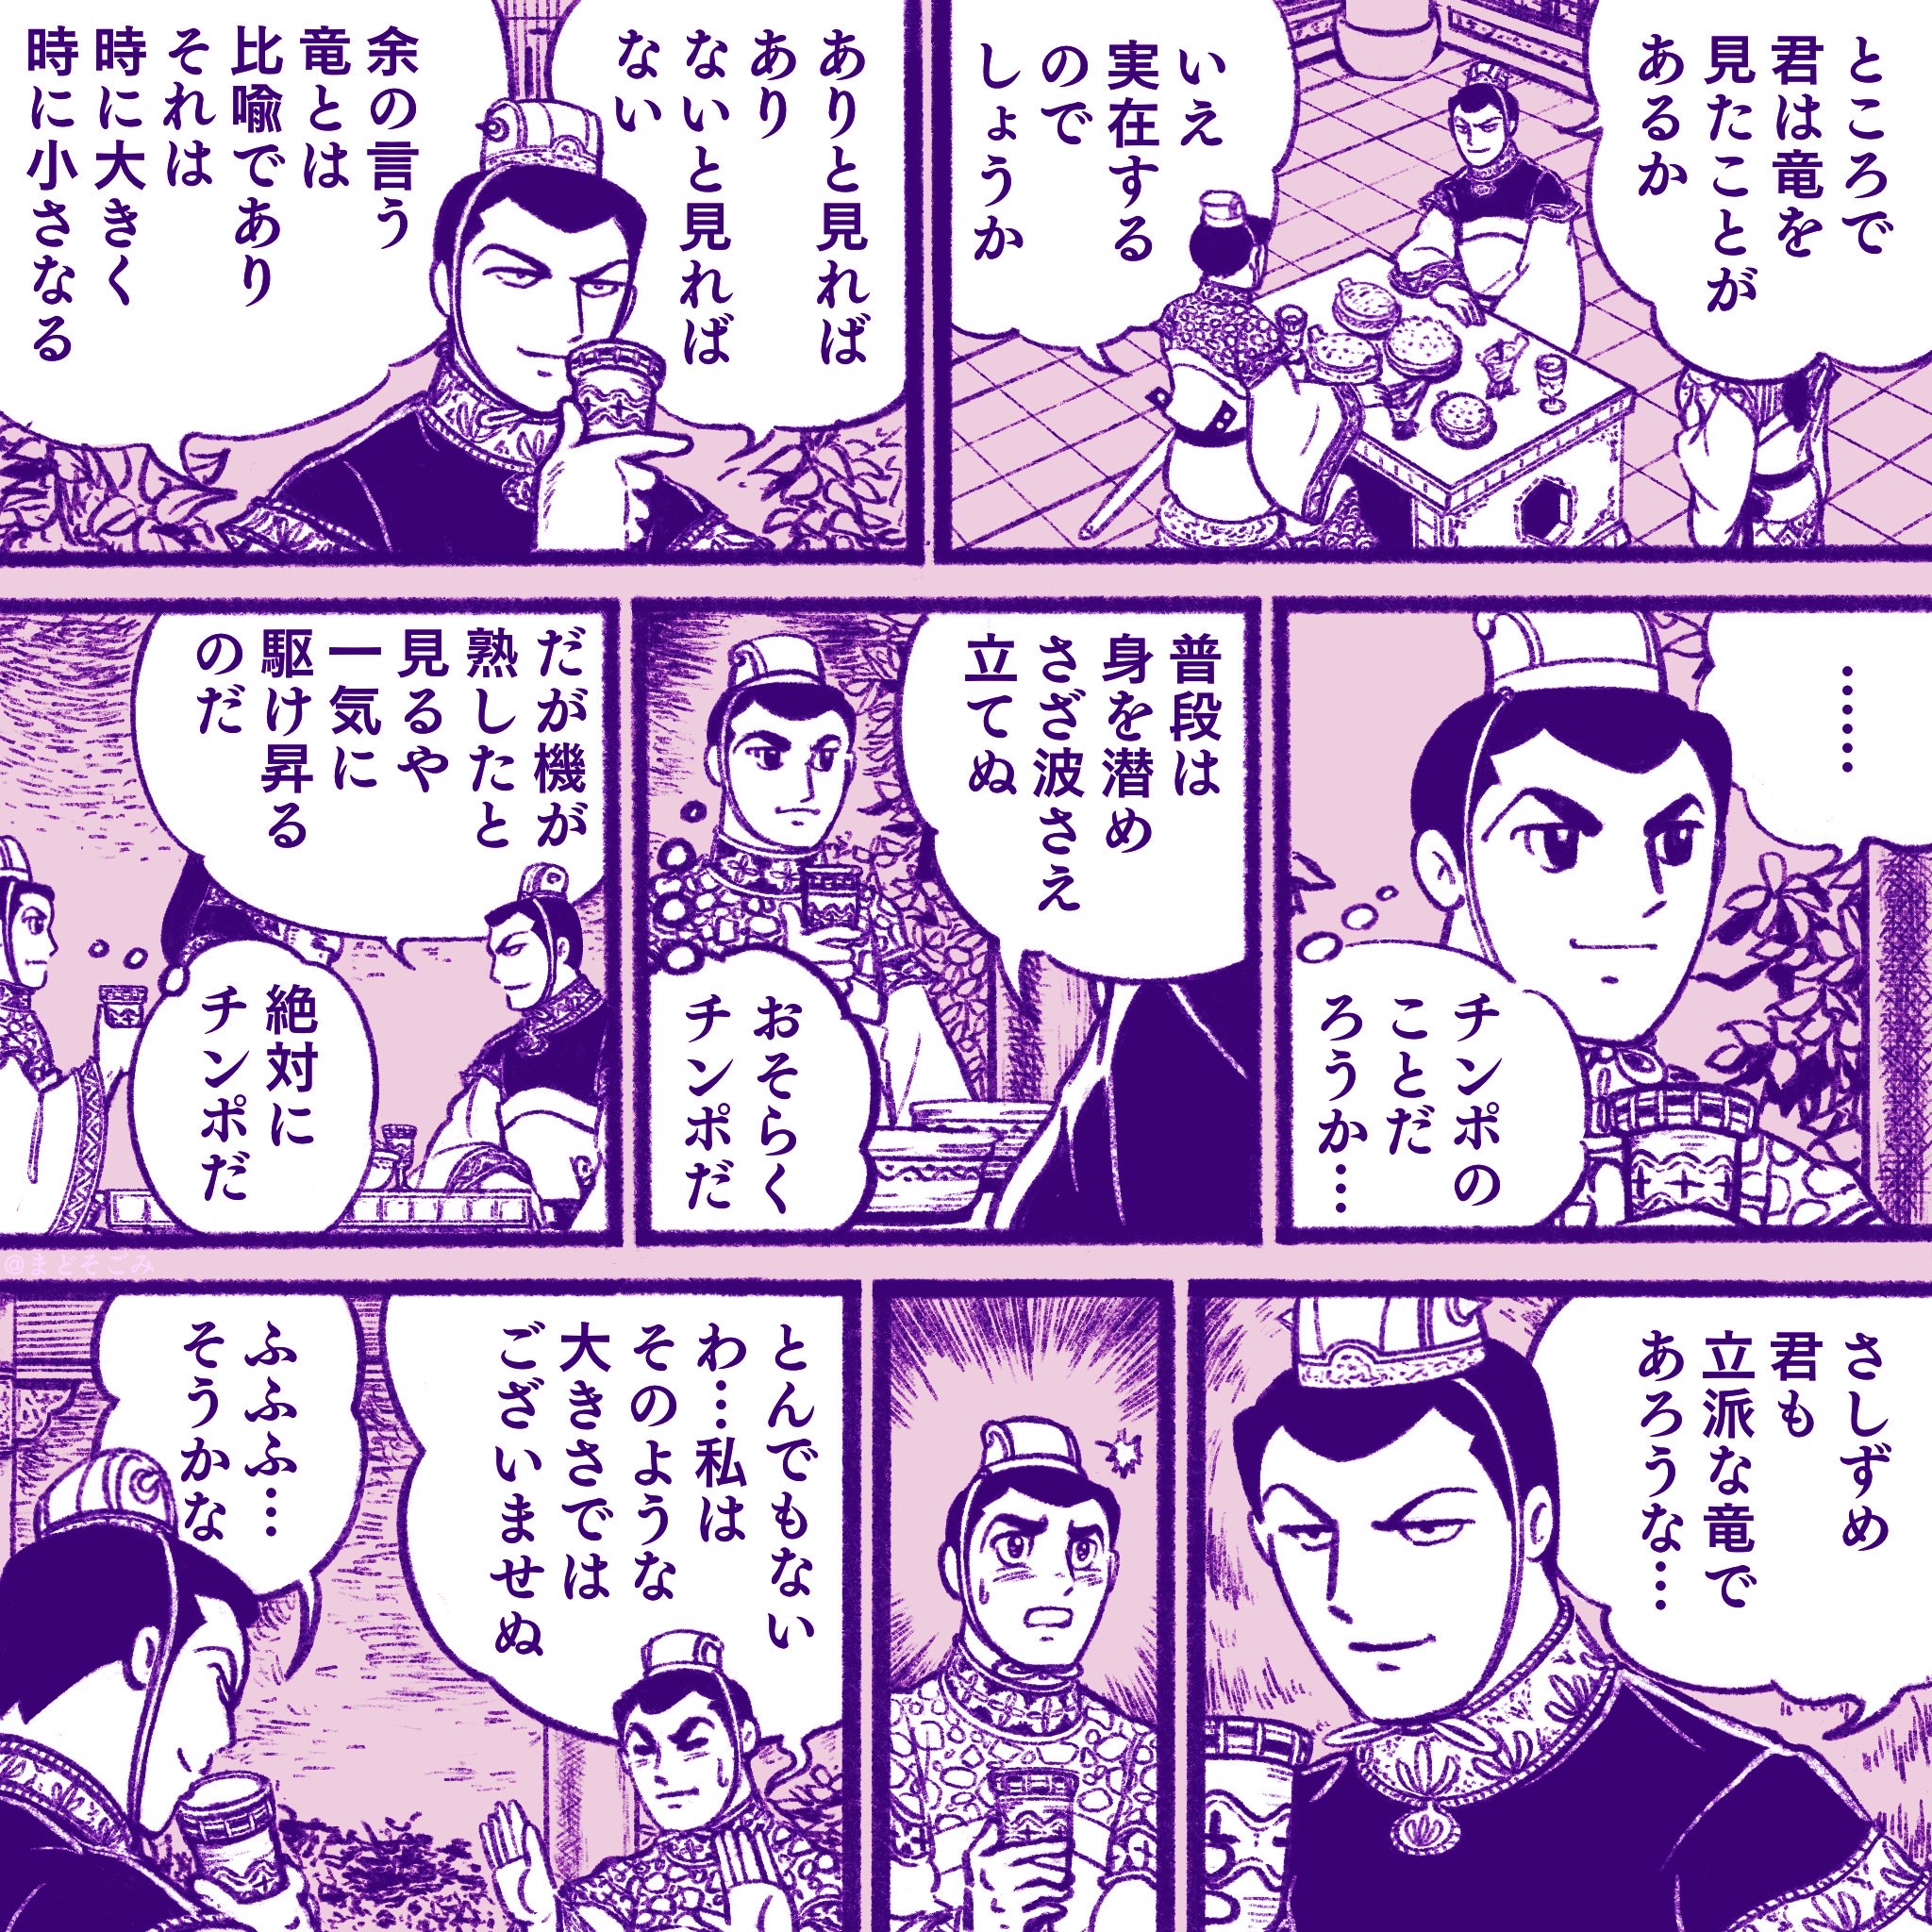 ところで
君は竜を
見たことが
あるか
いえ
実在する
ので
しょうか
ありと見れば
あり
ないと見れば
ない
余の言う
竜とは
比喩であり
それは
時に大きく
時に小さなる
……
チンポの
ことだ
ろうか…
普段は
身を潜め
さざ波さえ
立てぬ
おそらく
チンポだ
だが機が
熟したと
見るや
一気に
駆け昇る
のだ
絶対に
チンポだ
@まどそこみ
さしずめ
君も
立派な竜で
あろうな…
とんでもない
わ…私は
そのような
大きさでは
ございませぬ
ふふふ…
そうかな